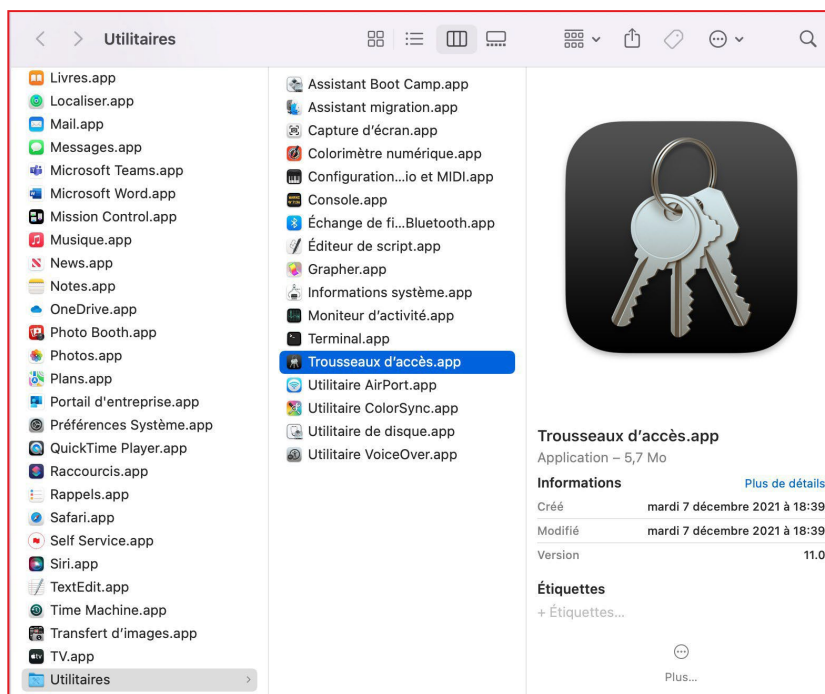 Utilitaires
Livres.app
Localiser.app
Mail.app
Messages.app
Microsoft Teams.app
Microsoft Word.app
Mission Control.app
Musique.app
News.app
Notes.app
OneDrive.app
Photo Booth.app
Photos.app
Plans.app
Portail d'entreprise.app
Préférences Système.app
QuickTime Player.app
Raccourcis.app
Rappels.app
Safari.app
Self Service.app
Siri.app
TextEdit.app
Time Machine.app
Transfert d’images.app
TV.app
Utilitaires
Assistant Boot Camp.app
Assistant migration.app
Capture d’écran.app
Colorimètre numérique.app
Configuration...io et MIDI.app
Console.app
Échange de fi...Bluetooth.app
Éditeur de script.app
Grapher.app
Informations système.app
Moniteur d’activité.app
Terminal.app
Trousseaux d’accès.app
Utilitaire AirPort.app
Utilitaire ColorSync.app
Utilitaire de disque.app
Utilitaire VoiceOver.app
Trousseaux d’accès.app
Application – 5,7 Mo
Informations Plus de détails
Créé mardi 7 décembre 2021 à 18:39
Modifié mardi 7 décembre 2021 à 18:39
Version 11.0
Étiquettes
+ Étiquettes...
Plus...